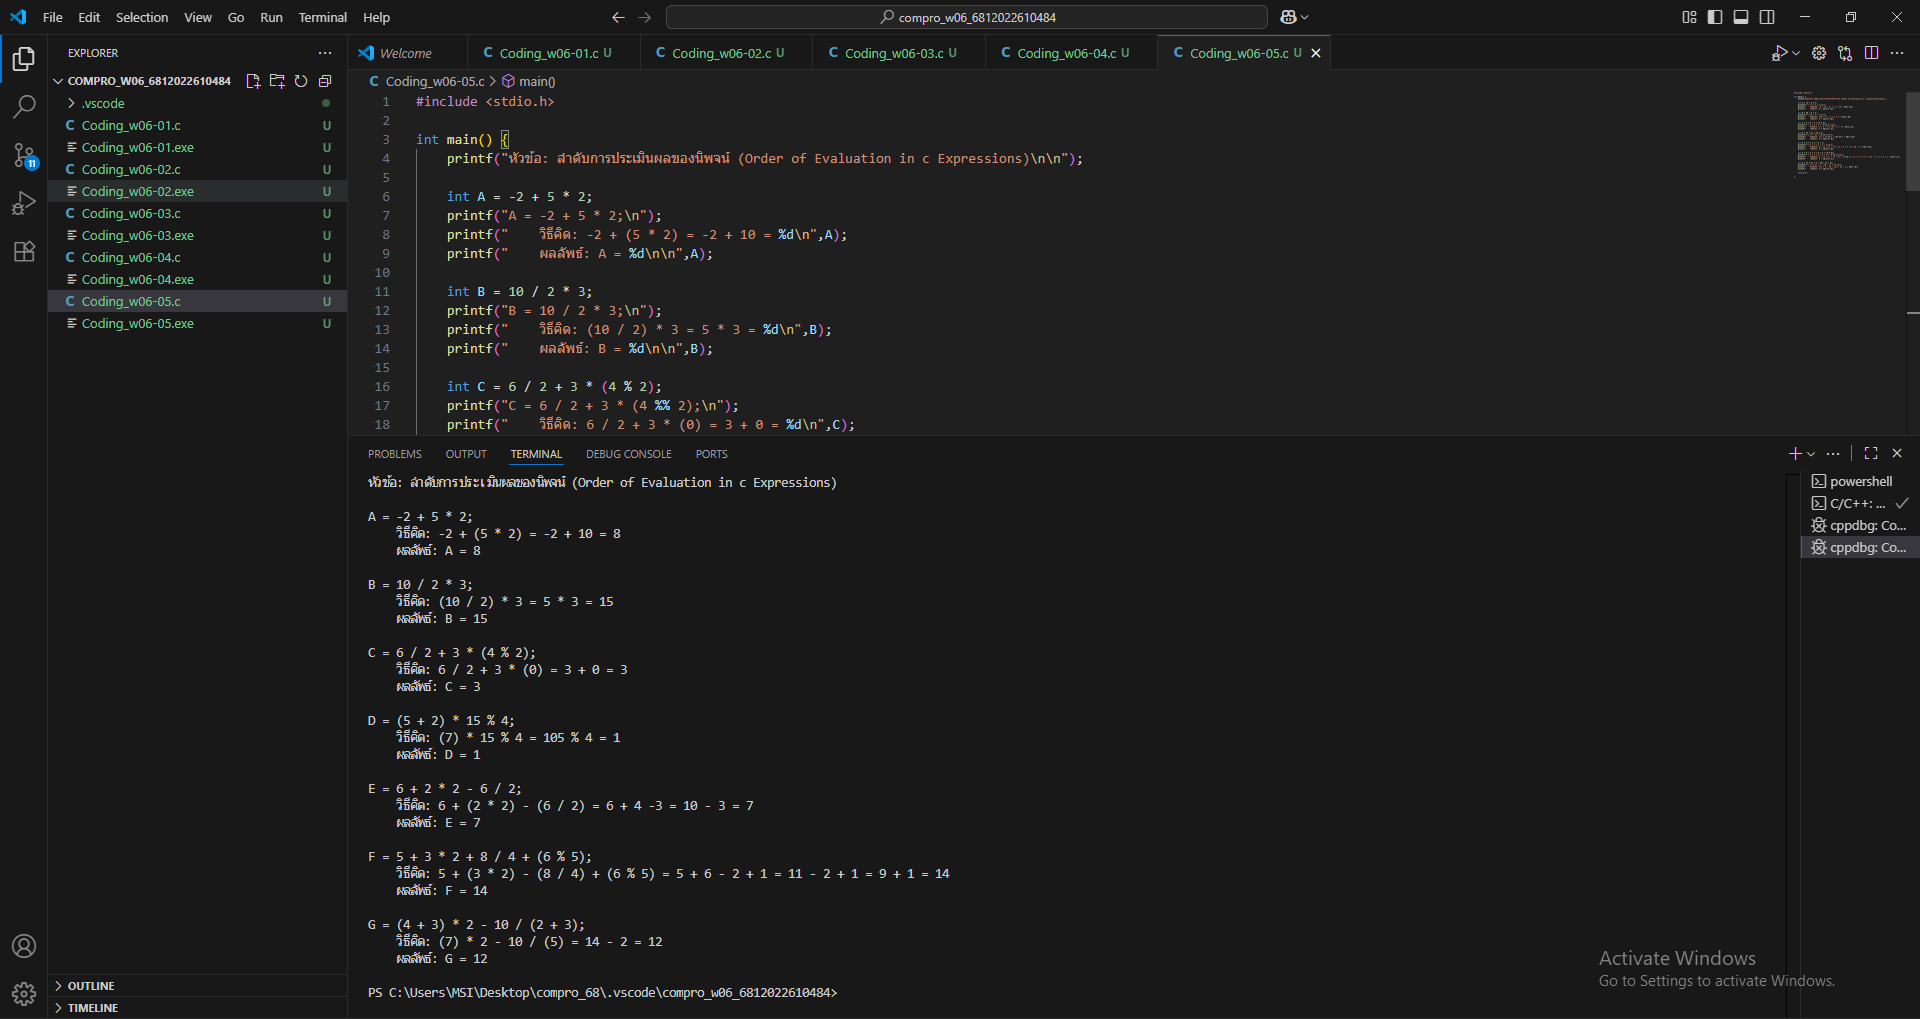 File Edit Selection View Go Run Terminal Help
compro_w06_6812022610484
EXPLORER
COMPRO_W06_6812022610484
.vscode
C Coding_w06-01.c U
Coding_w06-01.exe U
C Coding_w06-02.c U
Coding_w06-02.exe U
C Coding_w06-03.c U
Coding_w06-03.exe U
C Coding_w06-04.c U
Coding_w06-04.exe U
C Coding_w06-05.c U
Coding_w06-05.exe U
11
OUTLINE
TIMELINE
Welcome C Coding_w06-01.c U C Coding_w06-02.c U C Coding_w06-03.c U C Coding_w06-04.c U C Coding_w06-05.c U
C Coding_w06-05.c > main()
1 #include <stdio.h>
2
3 int main() {
4 printf("หัวข้อ: ลำดับการประเมินผลของนิพจน์ (Order of Evaluation in c Expressions)\n\n");
5
6 int A = -2 + 5 * 2;
7 printf("A = -2 + 5 * 2;\n");
8 printf("    วิธีคิด: -2 + (5 * 2) = -2 + 10 = %d\n",A);
9 printf("    ผลลัพธ์: A = %d\n\n",A);
10
11 int B = 10 / 2 * 3;
12 printf("B = 10 / 2 * 3;\n");
13 printf("    วิธีคิด: (10 / 2) * 3 = 5 * 3 = %d\n",B);
14 printf("    ผลลัพธ์: B = %d\n\n",B);
15
16 int C = 6 / 2 + 3 * (4 % 2);
17 printf("C = 6 / 2 + 3 * (4 %% 2);\n");
18 printf("    วิธีคิด: 6 / 2 + 3 * (0) = 3 + 0 = %d\n",C);
PROBLEMS OUTPUT TERMINAL DEBUG CONSOLE PORTS
หัวข้อ: ลำดับการประเมินผลของนิพจน์ (Order of Evaluation in c Expressions)
A = -2 + 5 * 2;
วิธีคิด: -2 + (5 * 2) = -2 + 10 = 8
ผลลัพธ์: A = 8
B = 10 / 2 * 3;
วิธีคิด: (10 / 2) * 3 = 5 * 3 = 15
ผลลัพธ์: B = 15
C = 6 / 2 + 3 * (4 % 2);
วิธีคิด: 6 / 2 + 3 * (0) = 3 + 0 = 3
ผลลัพธ์: C = 3
D = (5 + 2) * 15 % 4;
วิธีคิด: (7) * 15 % 4 = 105 % 4 = 1
ผลลัพธ์: D = 1
E = 6 + 2 * 2 - 6 / 2;
วิธีคิด: 6 + (2 * 2) - (6 / 2) = 6 + 4 -3 = 10 - 3 = 7
ผลลัพธ์: E = 7
F = 5 + 3 * 2 + 8 / 4 + (6 % 5);
วิธีคิด: 5 + (3 * 2) - (8 / 4) + (6 % 5) = 5 + 6 - 2 + 1 = 11 - 2 + 1 = 9 + 1 = 14
ผลลัพธ์: F = 14
G = (4 + 3) * 2 - 10 / (2 + 3);
วิธีคิด: (7) * 2 - 10 / (5) = 14 - 2 = 12
ผลลัพธ์: G = 12
PS C:\Users\MSI\Desktop\compro_68\.vscode\compro_w06_6812022610484>
powershell
C/C++: ...
cppdbg: Co...
cppdbg: Co...
Activate Windows
Go to Settings to activate Windows.